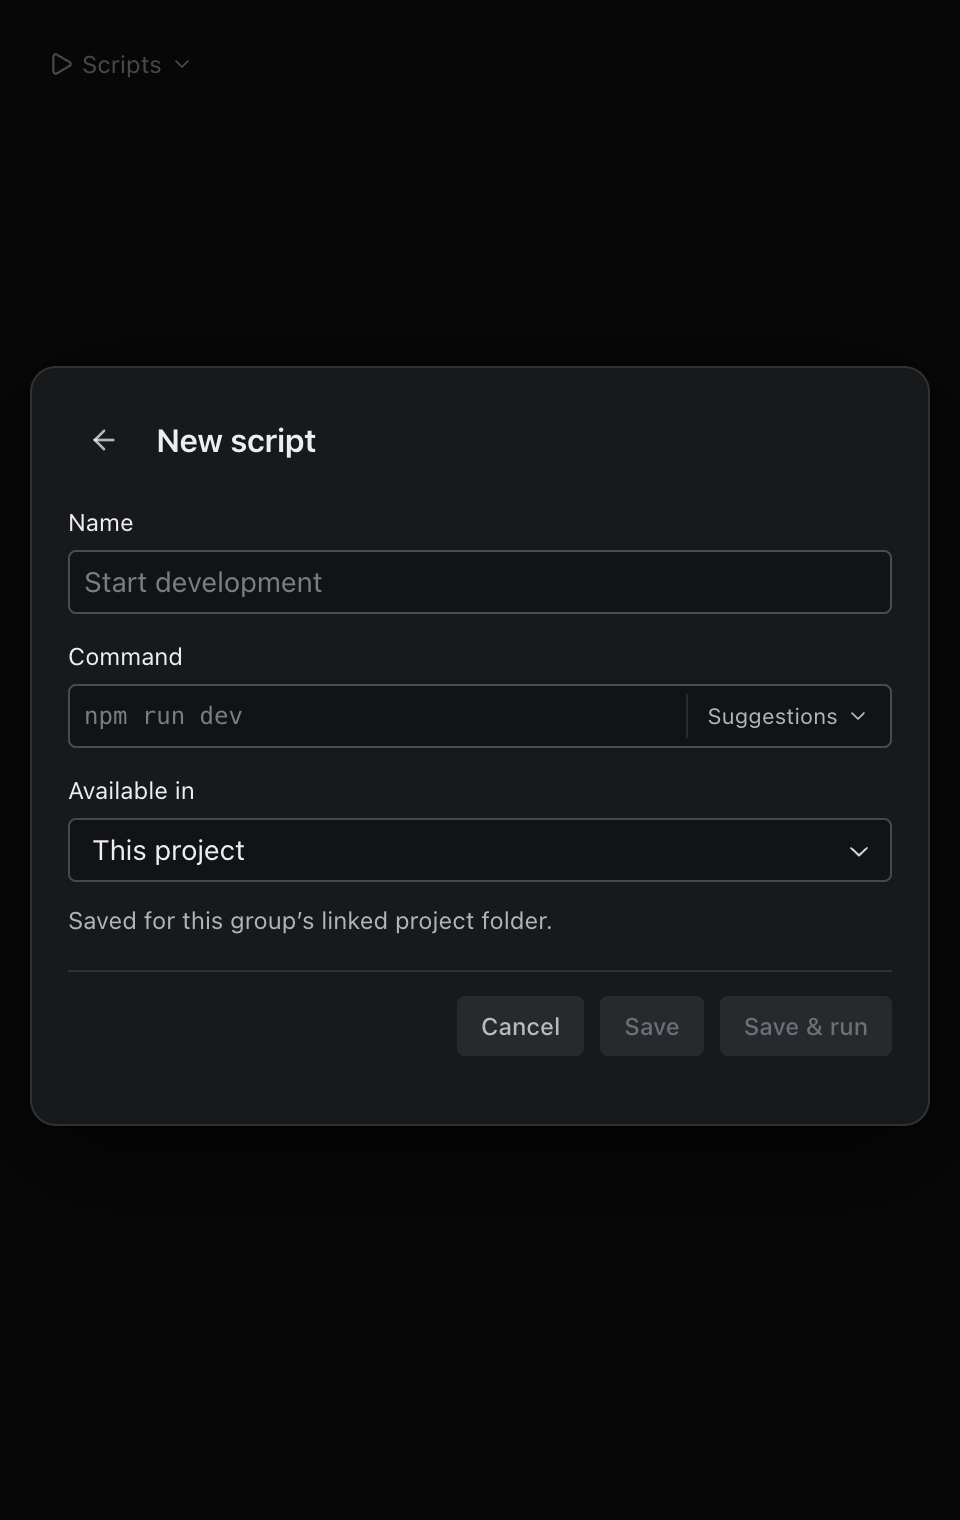 Scripts
New script
Name
Start development
Command
npm run dev
Suggestions
Available in
This project
Saved for this group’s linked project folder.
Cancel
Save
Save & run